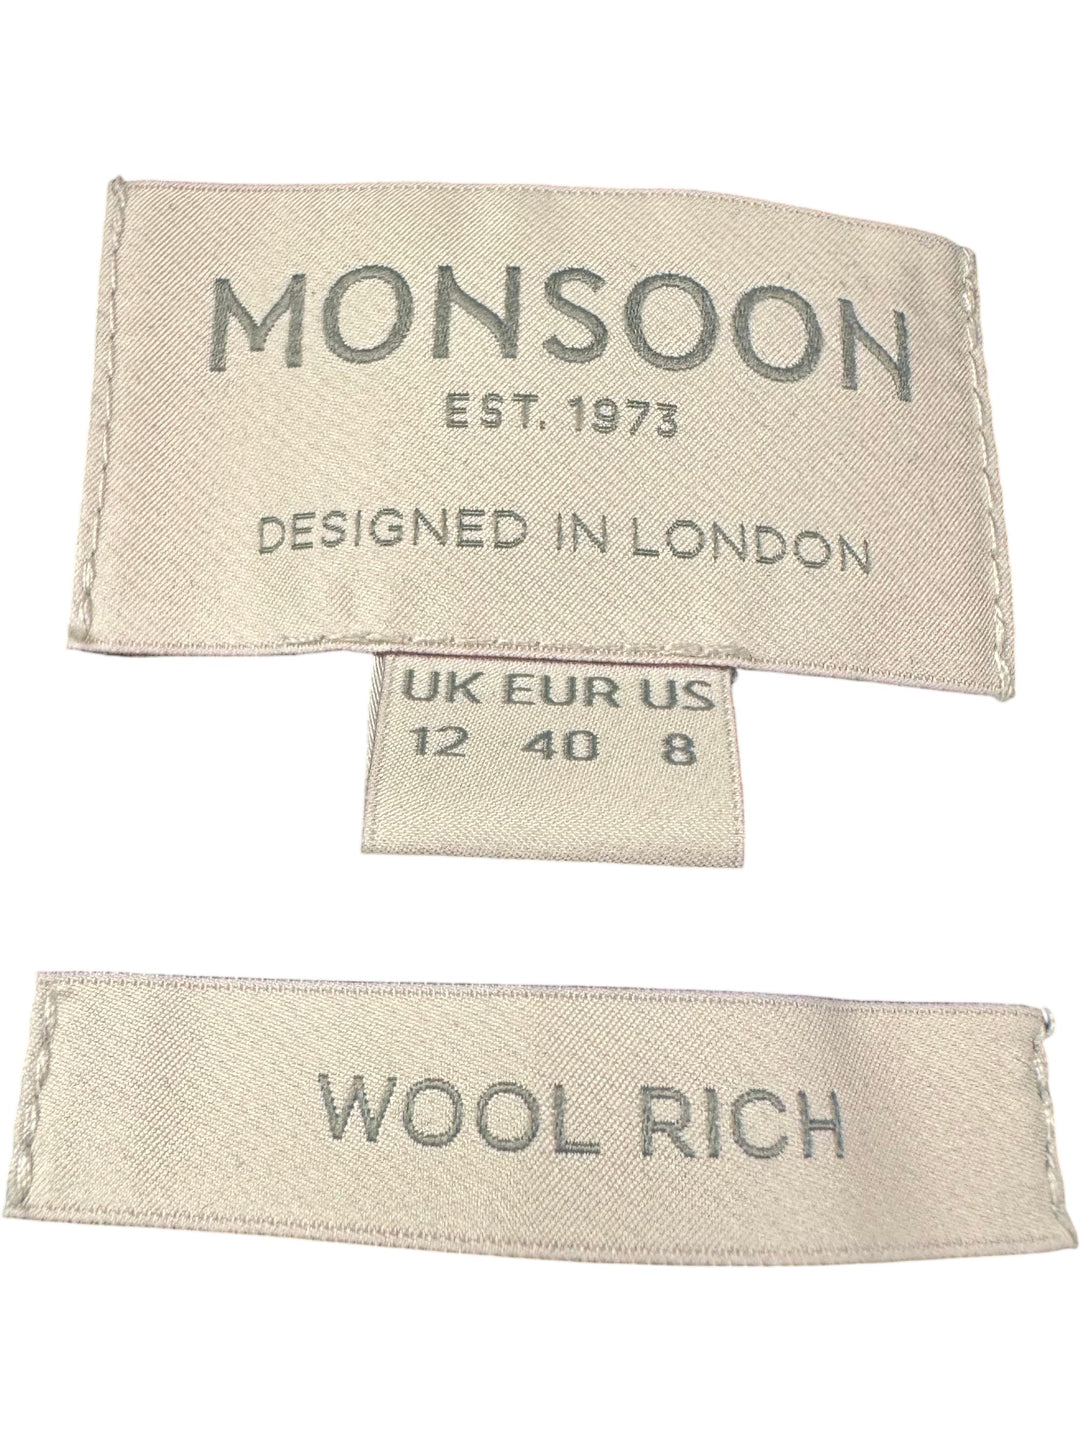 MONSOON
EST. 1973
DESIGNED IN LONDON
UK EUR US
12 40 8
WOOL RICH